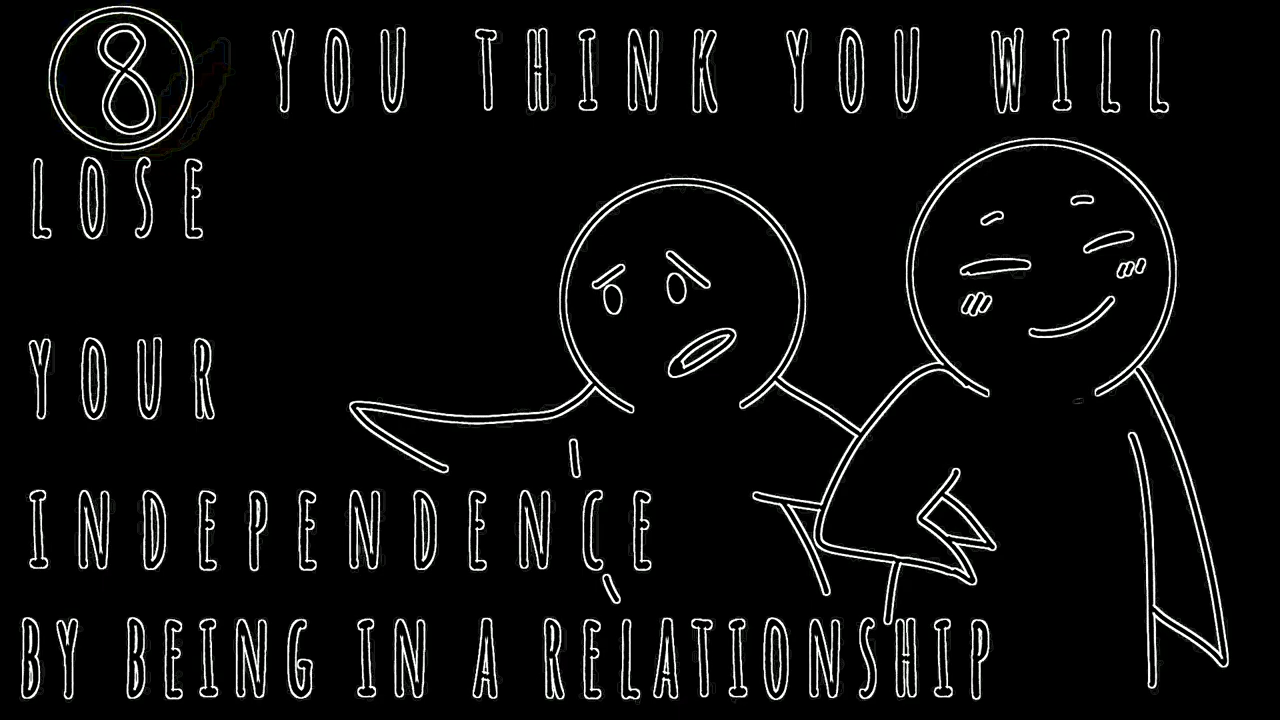 8 YOU THINK YOU WILL
LOSE
YOUR
INDEPENDENCE
BY BEING IN A RELATIONSHIP